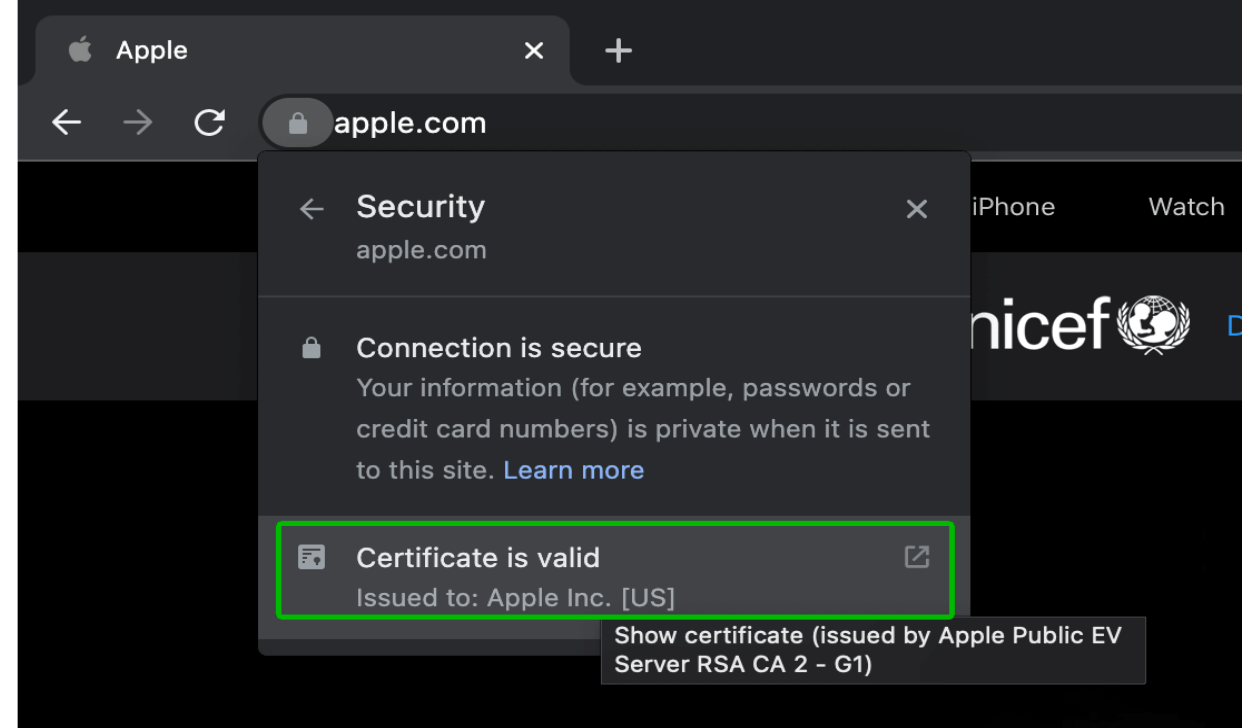 Apple
apple.com
Security
apple.com
iPhone
Watch
nicef
Connection is secure
Your information (for example, passwords or
credit card numbers) is private when it is sent
to this site. Learn more
Certificate is valid
Issued to: Apple Inc. [US]
Show certificate (issued by Apple Public EV
Server RSA CA 2 - G1)